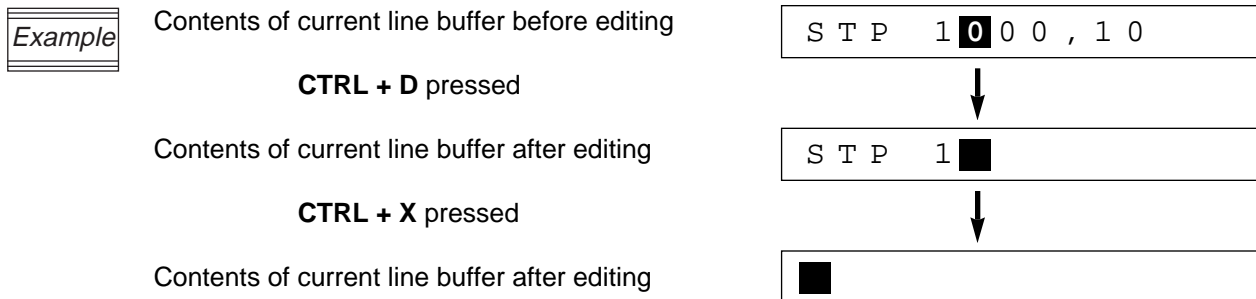 Example
Contents of current line buffer before editing
STP 1000,10
CTRL + D pressed
Contents of current line buffer after editing
STP 1
CTRL + X pressed
Contents of current line buffer after editing